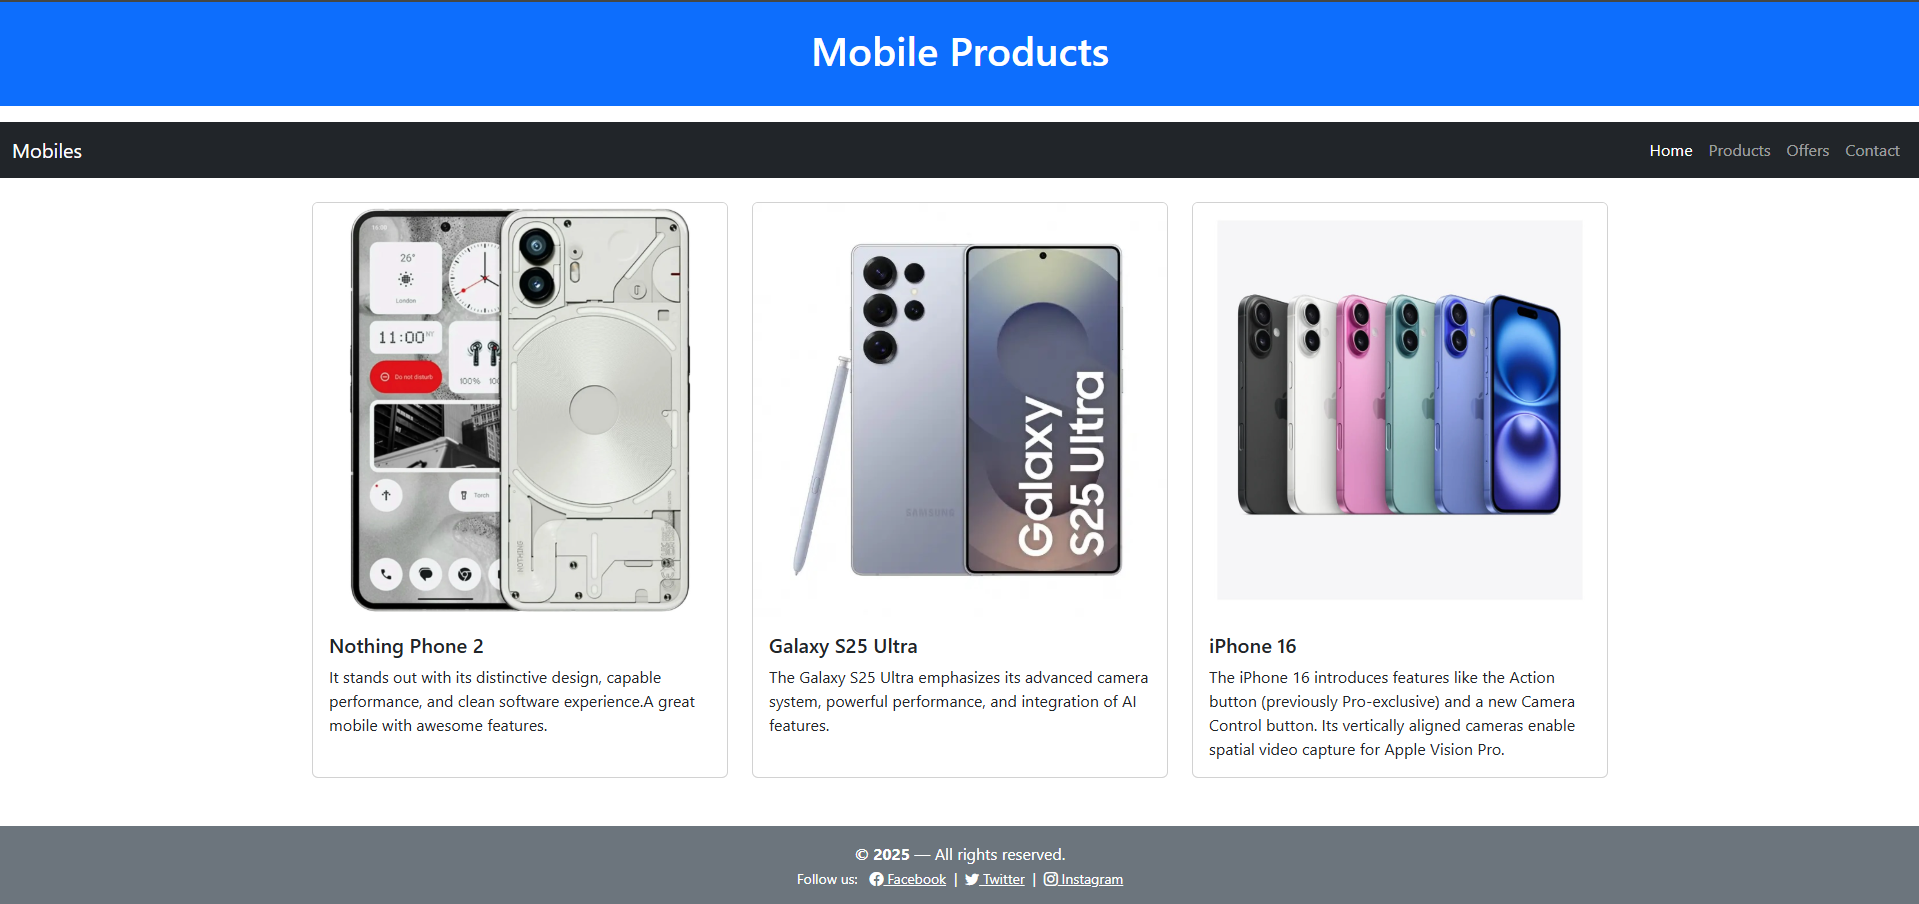 Mobile Products
Mobiles
Home Products Offers Contact
16:00
26°
London
11:00 NY
Do not disturb
100% 100
Torch
NOTHING
SAMSUNG
Galaxy
S25 Ultra
Nothing Phone 2
It stands out with its distinctive design, capable
performance, and clean software experience.A great
mobile with awesome features.
Galaxy S25 Ultra
The Galaxy S25 Ultra emphasizes its advanced camera
system, powerful performance, and integration of AI
features.
iPhone 16
The iPhone 16 introduces features like the Action
button (previously Pro-exclusive) and a new Camera
Control button. Its vertically aligned cameras enable
spatial video capture for Apple Vision Pro.
© 2025 — All rights reserved.
Follow us: Facebook | Twitter | Instagram